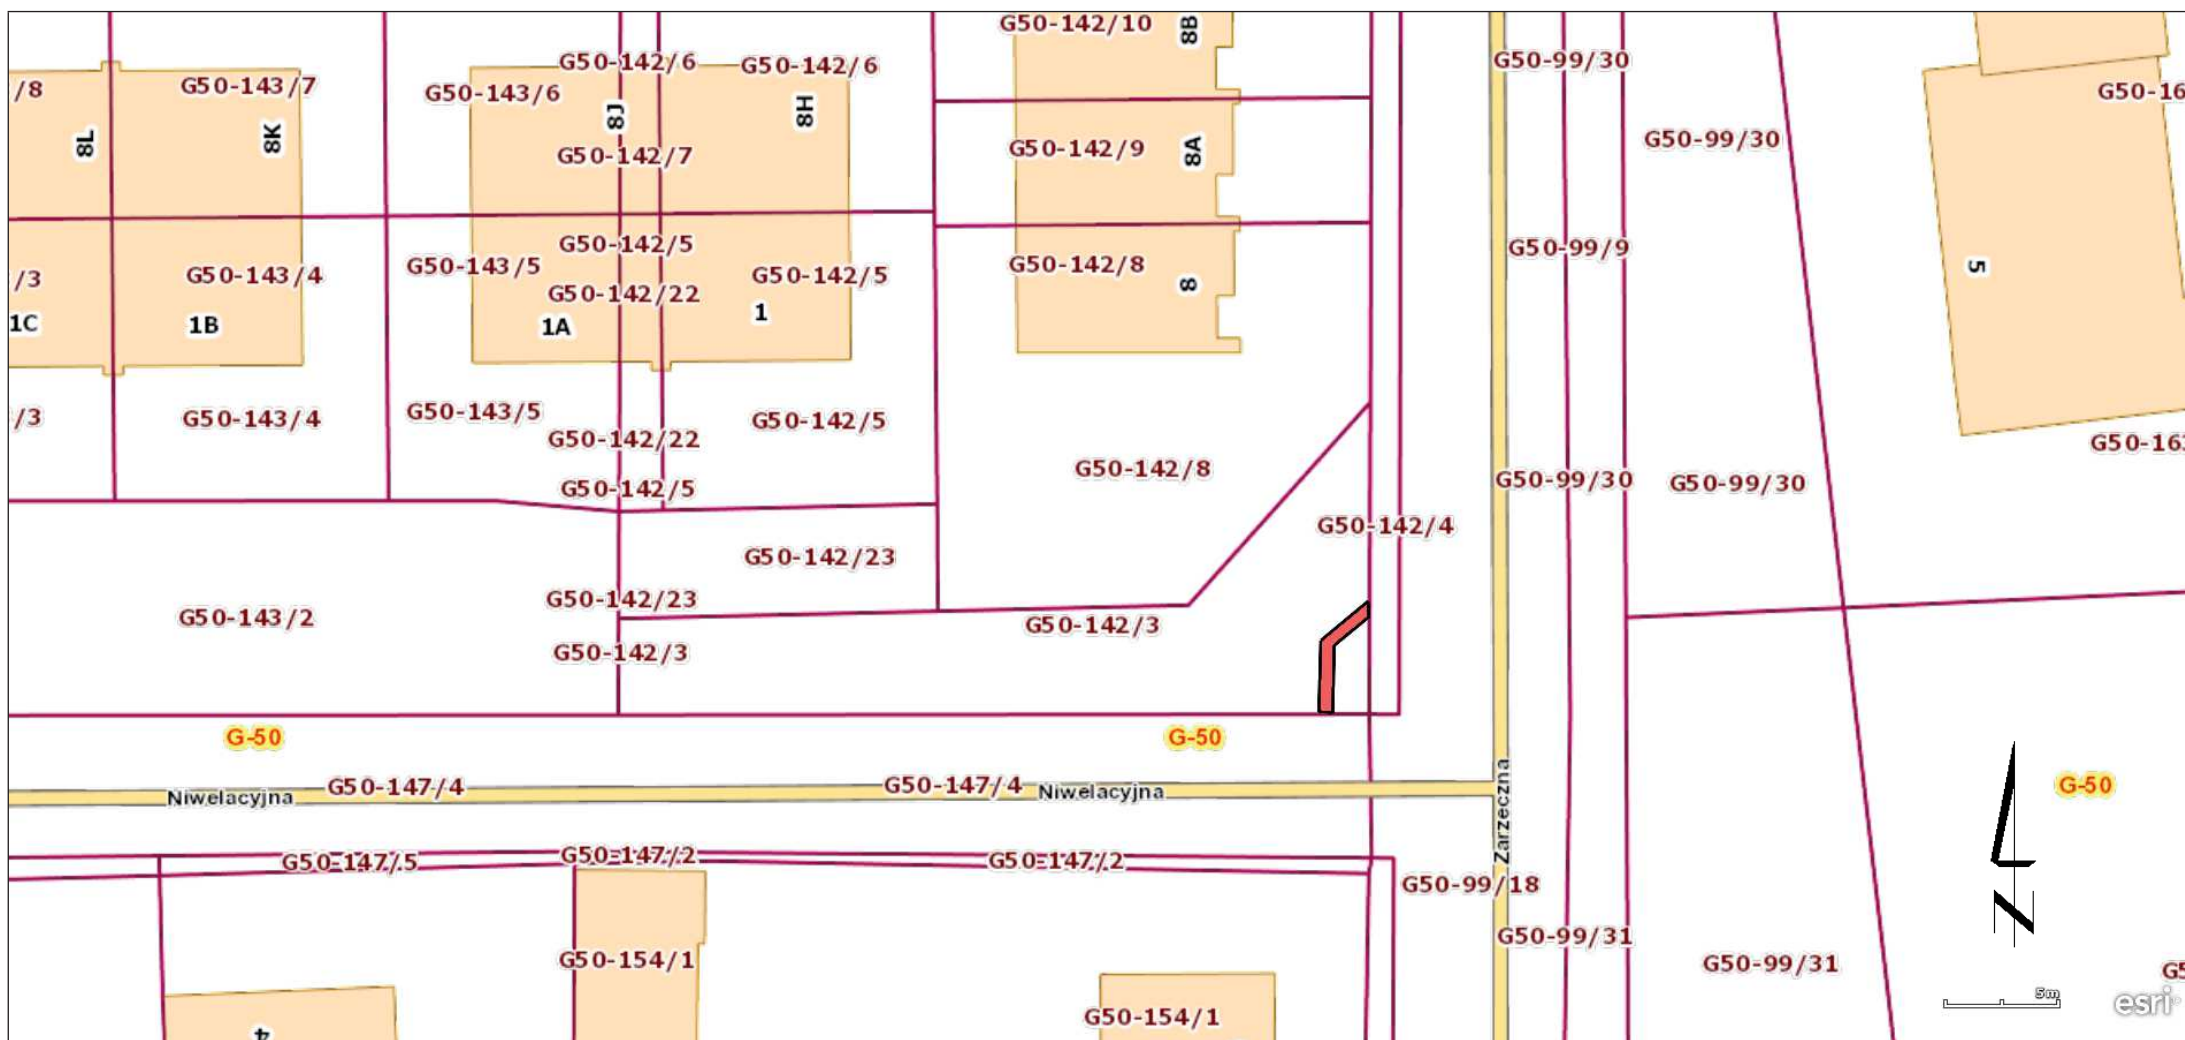 G50-142/10
8B
G50-142/6
G50-142/6
G50-99/30
/8
G50-143/7
G50-143/6
G50-16
8L
8K
8J
8H
G50-142/7
G50-142/9
8A
G50-99/30
G50-142/5
G50-99/9
/3
G50-143/4
G50-143/5
G50-142/5
G50-142/8
5
G50-142/22
8
1C
1B
1A
1
/3
G50-143/4
G50-143/5
G50-142/5
G50-142/22
G50-163
G50-142/8
G50-142/5
G50-99/30
G50-99/30
G50-142/4
G50-142/23
G50-142/23
G50-143/2
G50-142/3
G50-142/3
G-50
G-50
G50-147/4
G50-147/4
G-50
Niwelacyjna
Niwelacyjna
Zarzeczna
G50-147/5
G50-147/2
G50-147/2
G50-99/18
N
G50-99/31
G50-154/1
G50-99/31
G5
5m
esri
G50-154/1
4